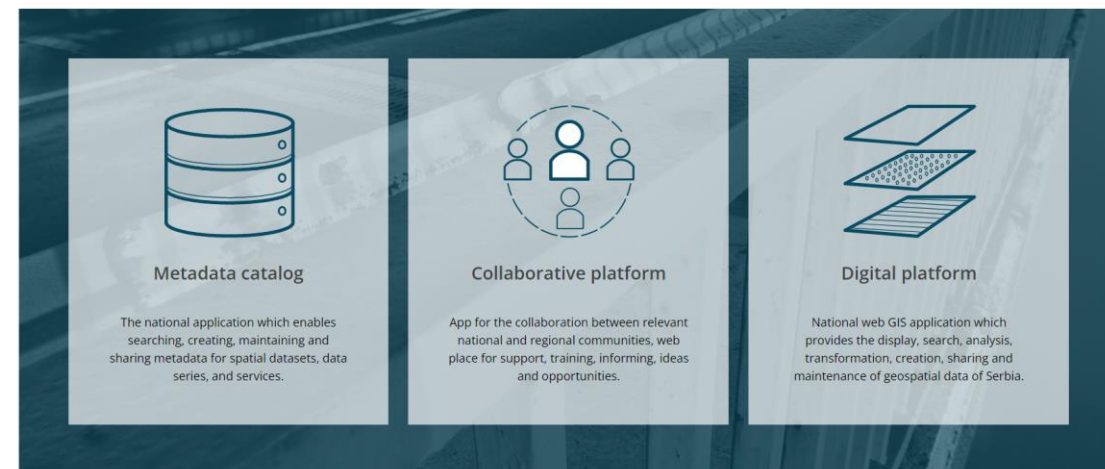 Metadata catalog
The national application which enables
searching, creating, maintaining and
sharing metadata for spatial datasets, data
series, and services.
Collaborative platform
App for the collaboration between relevant
national and regional communities, web
place for support, training, informing, ideas
and opportunities.
Digital platform
National web GIS application which
provides the display, search, analysis,
transformation, creation, sharing and
maintenance of geospatial data of Serbia.